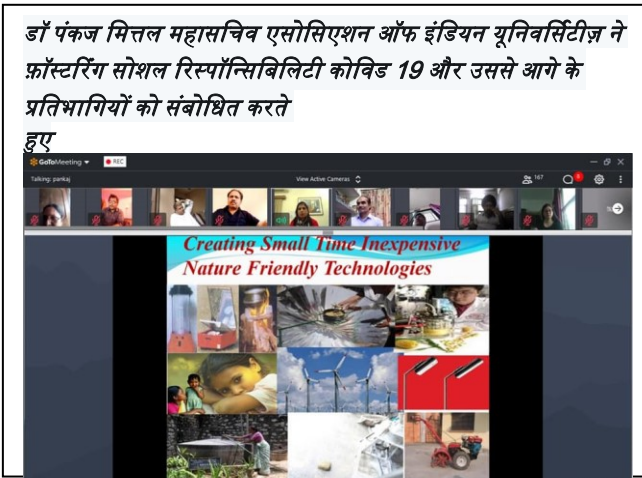 डॉ पंकज मित्तल महासचिव एसोसिएशन ऑफ इंडियन यूनिवर्सिटीज़ ने
फ़ॉस्टरिंग सोशल रिस्पॉन्सिबिलिटी कोविड 19 और उससे आगे के
प्रतिभागियों को संबोधित करते
हुए
GoToMeeting REC
Talking: pankaj View Active Cameras 167 8
Creating Small Time Inexpensive
Nature Friendly Technologies